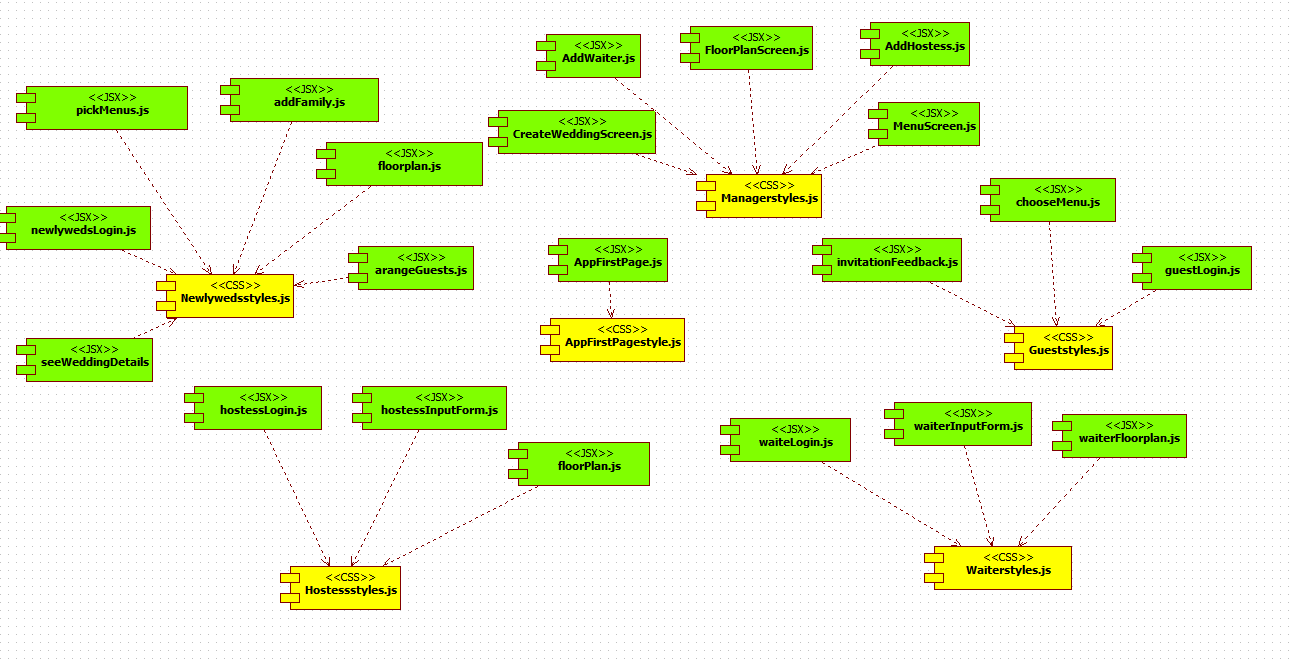 <<JSX>>
AddWaiter.js
<<JSX>>
FloorPlanScreen.js
<<JSX>>
AddHostess.js
<<JSX>>
pickMenus.js
<<JSX>>
addFamily.js
<<JSX>>
CreateWeddingScreen.js
<<JSX>>
MenuScreen.js
<<JSX>>
floorplan.js
<<CSS>>
Managerstyles.js
<<JSX>>
chooseMenu.js
<<JSX>>
newlywedsLogin.js
<<JSX>>
arangeGuests.js
<<JSX>>
AppFirstPage.js
<<JSX>>
invitationFeedback.js
<<JSX>>
guestLogin.js
<<CSS>>
Newlywedsstyles.js
<<CSS>>
AppFirstPagestyle.js
<<CSS>>
Gueststyles.js
<<JSX>>
seeWeddingDetails
<<JSX>>
hostessLogin.js
<<JSX>>
hostessInputForm.js
<<JSX>>
floorPlan.js
<<JSX>>
waiteLogin.js
<<JSX>>
waiterInputForm.js
<<JSX>>
waiterFloorplan.js
<<CSS>>
Hostessstyles.js
<<CSS>>
Waiterstyles.js